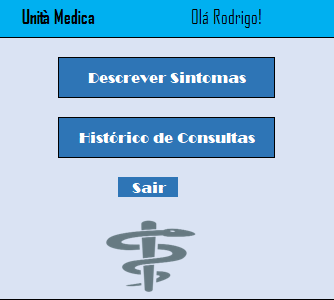 Unità Medica Olá Rodrigo!
Descrever Sintomas
Histórico de Consultas
Sair